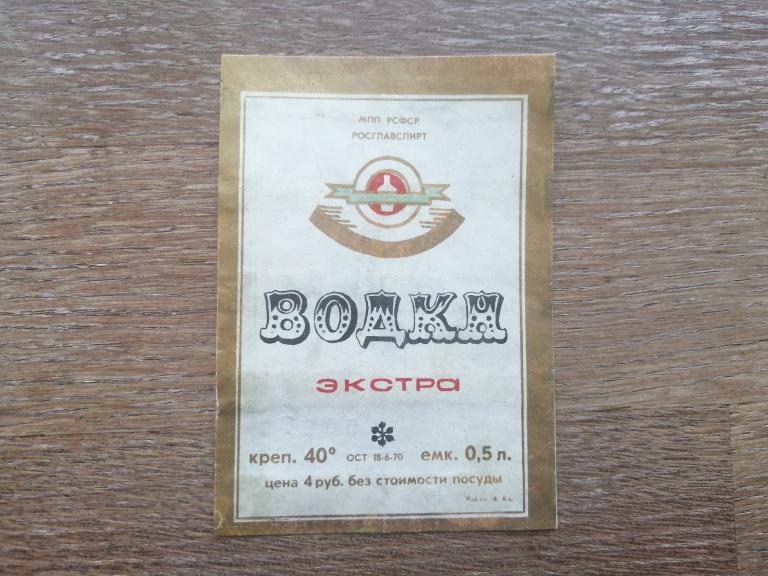 МПП РСФСР
РОСГЛАВСПИРТ
ВОДКА
ЭКСТРА
креп. 40° ОСТ 18-6-70 емк. 0,5 л.
цена 4 руб. без стоимости посуды